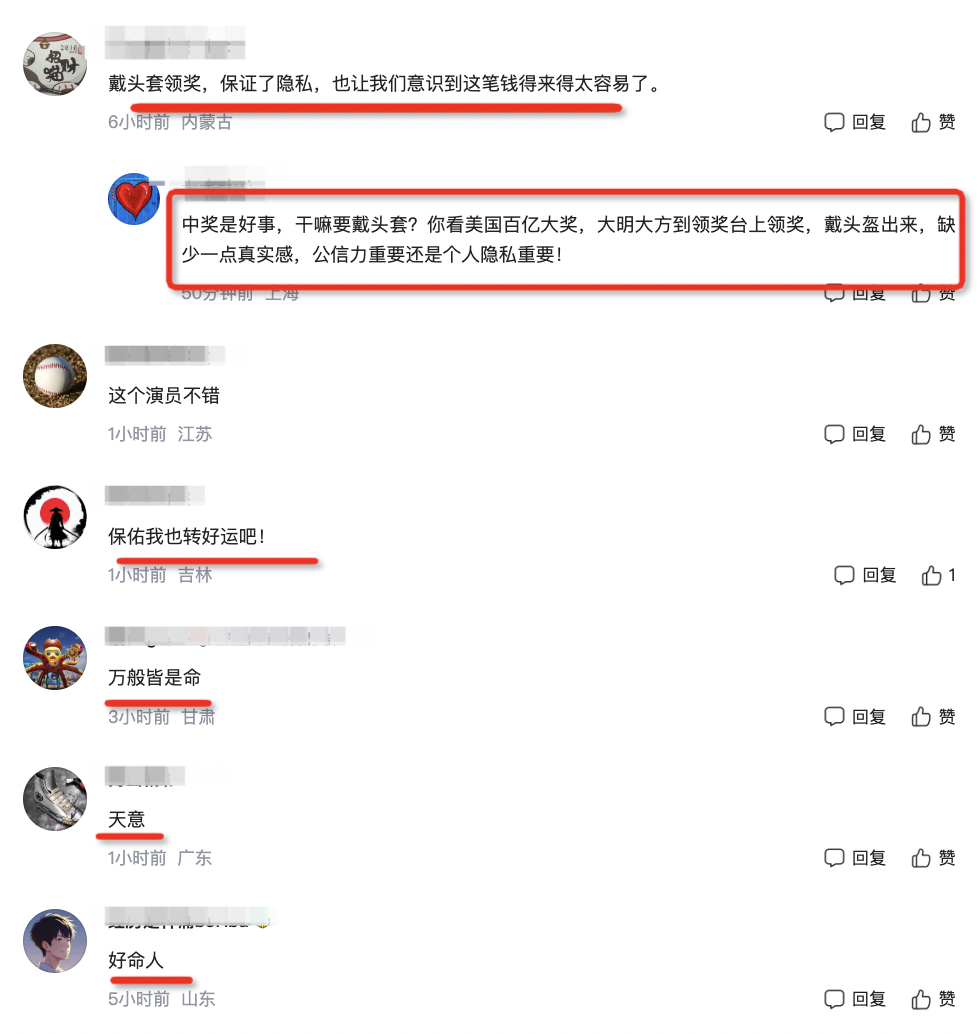 2016
招财
猫
戴头套领奖，保证了隐私，也让我们意识到这笔钱得来得太容易了。
6小时前 内蒙古
回复 赞
中奖是好事，干嘛要戴头套？你看美国百亿大奖，大明大方到领奖台上领奖，戴头盔出来，缺
少一点真实感，公信力重要还是个人隐私重要！
50分钟前 上海
回复 赞
这个演员不错
1小时前 江苏
回复 赞
保佑我也转好运吧！
1小时前 吉林
回复 1
万般皆是命
3小时前 甘肃
回复 赞
天意
1小时前 广东
回复 赞
好命人
5小时前 山东
回复 赞